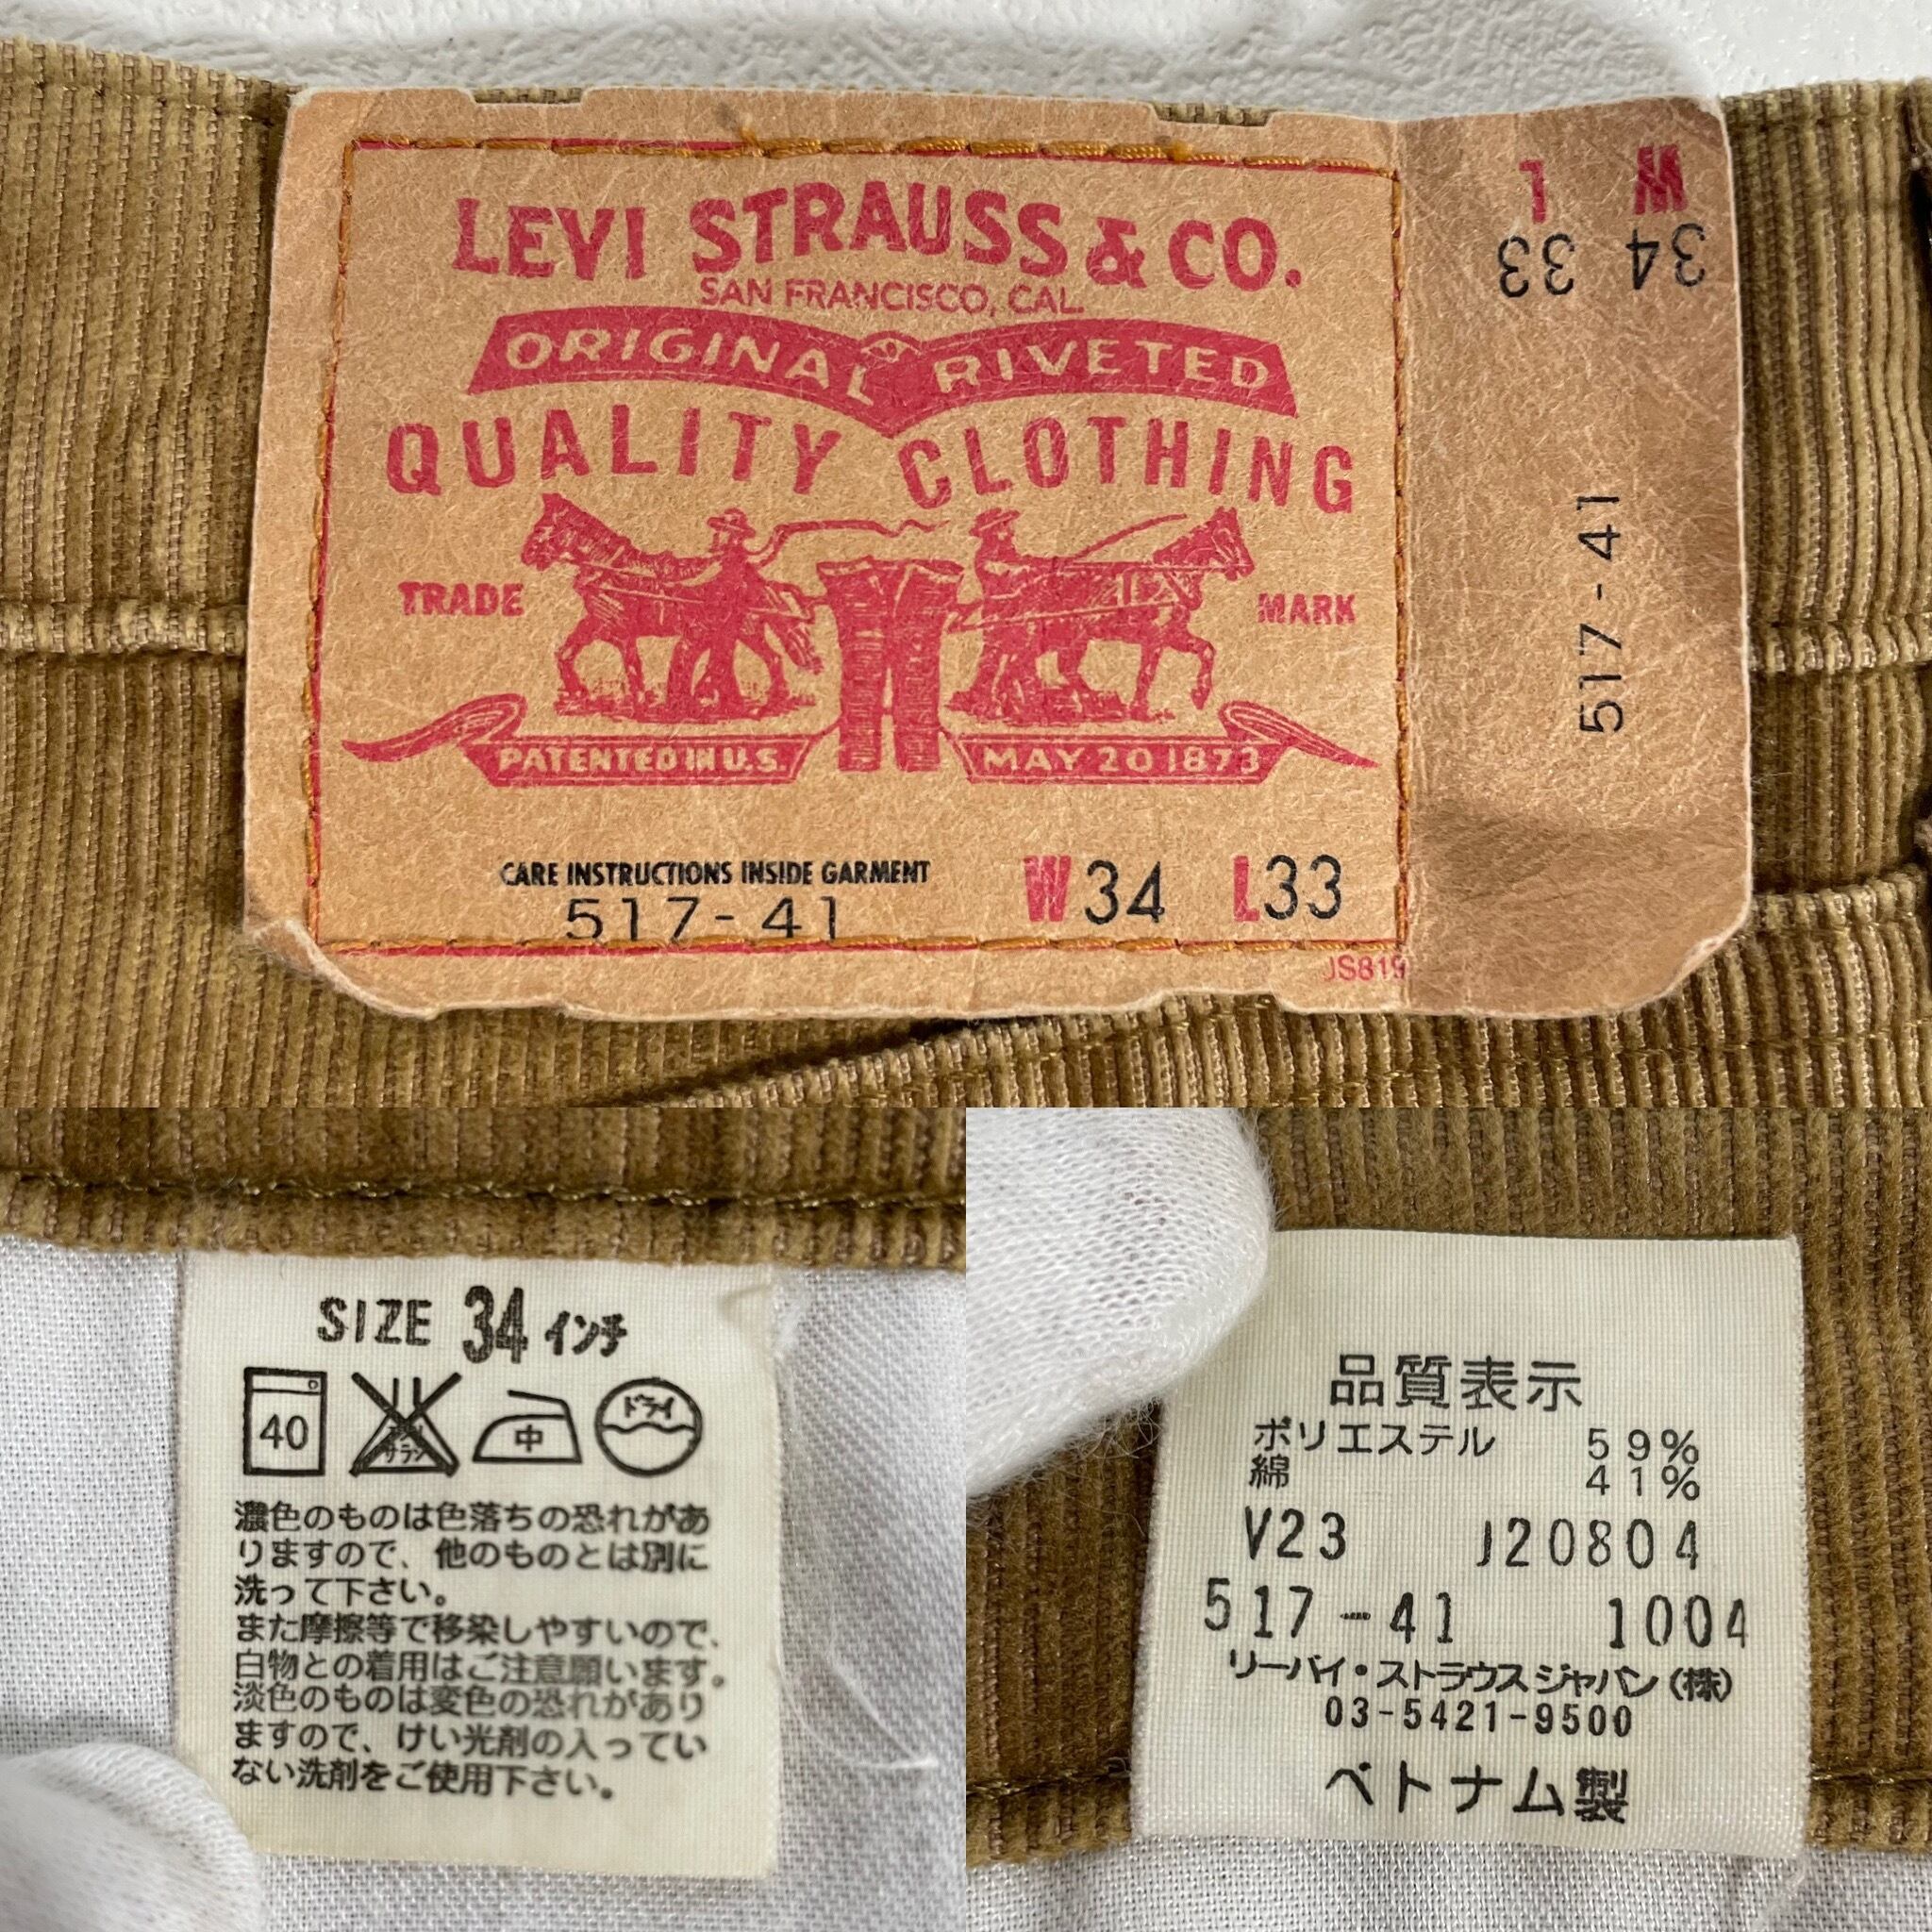 LEVI STRAUSS & CO.
SAN FRANCISCO, CAL.
ORIGINAL RIVETED
QUALITY CLOTHING
TRADE MARK
PATENTED IN U.S. MAY 20 1873
CARE INSTRUCTIONS INSIDE GARMENT
517-41
W34 L33
JS819
W L
34 33
517-41
SIZE 34 インチ
40 サラシ 中 ドライ
濃色のものは色落ちの恐れがあ
りますので、他のものとは別に
洗って下さい。
また摩擦等で移染しやすいので、
白物との着用はご注意願います。
淡色のものは変色の恐れがあり
ますので、けい光剤の入ってい
ない洗剤をご使用下さい。
品質表示
ポリエステル 59%
綿 41%
V23 J20804
517-41 1004
リーバイ・ストラウス ジャパン(株)
03-5421-9500
ベトナム製